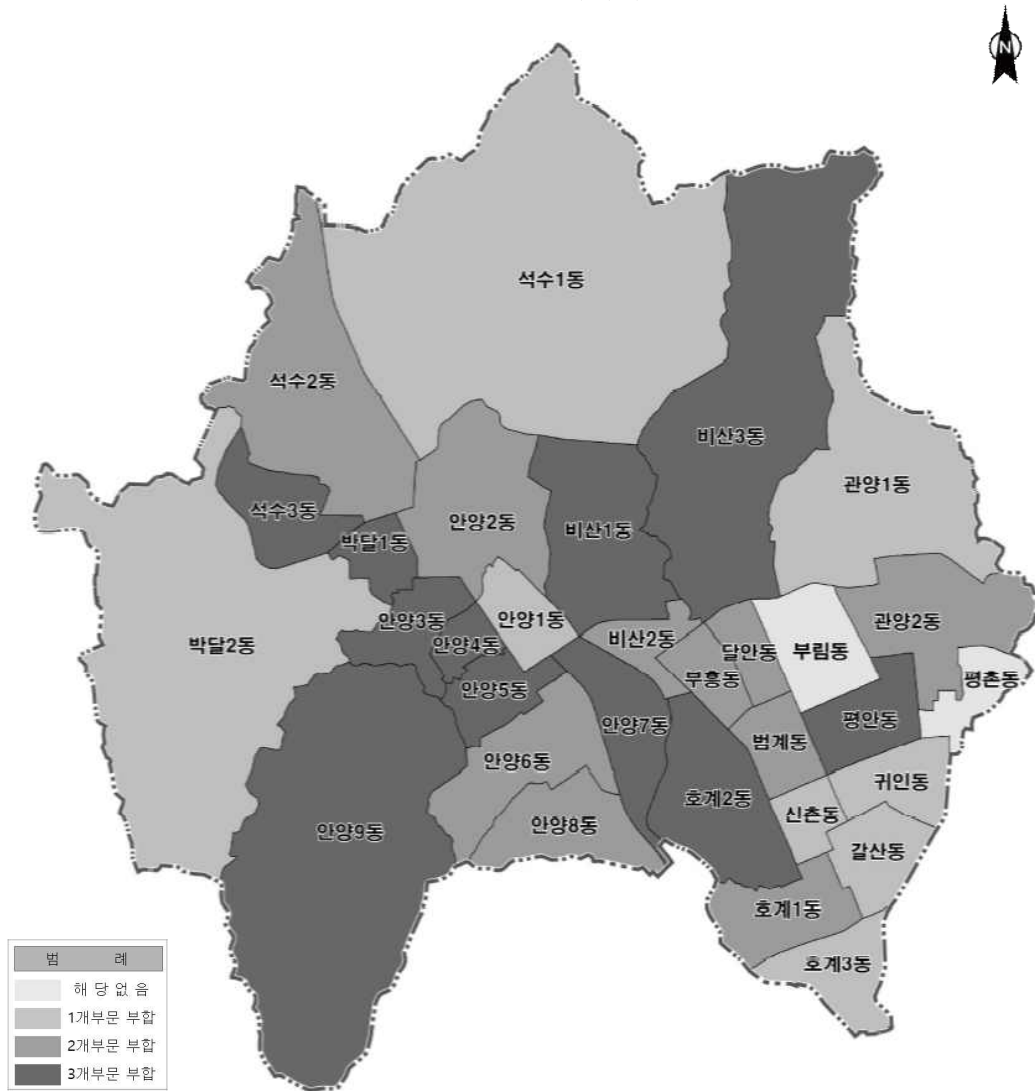 N
석수1동
석수2동
비산3동
관양1동
석수3동
안양2동
비산1동
박달1동
안양3동
안양1동
관양2동
박달2동
안양4동
비산2동
달안동
부림동
부흥동
평촌동
안양5동
안양7동
평안동
범계동
안양6동
귀인동
호계2동
신촌동
안양9동
안양8동
갈산동
호계1동
호계3동
범 례
해 당 없 음
1개부문 부합
2개부문 부합
3개부문 부합